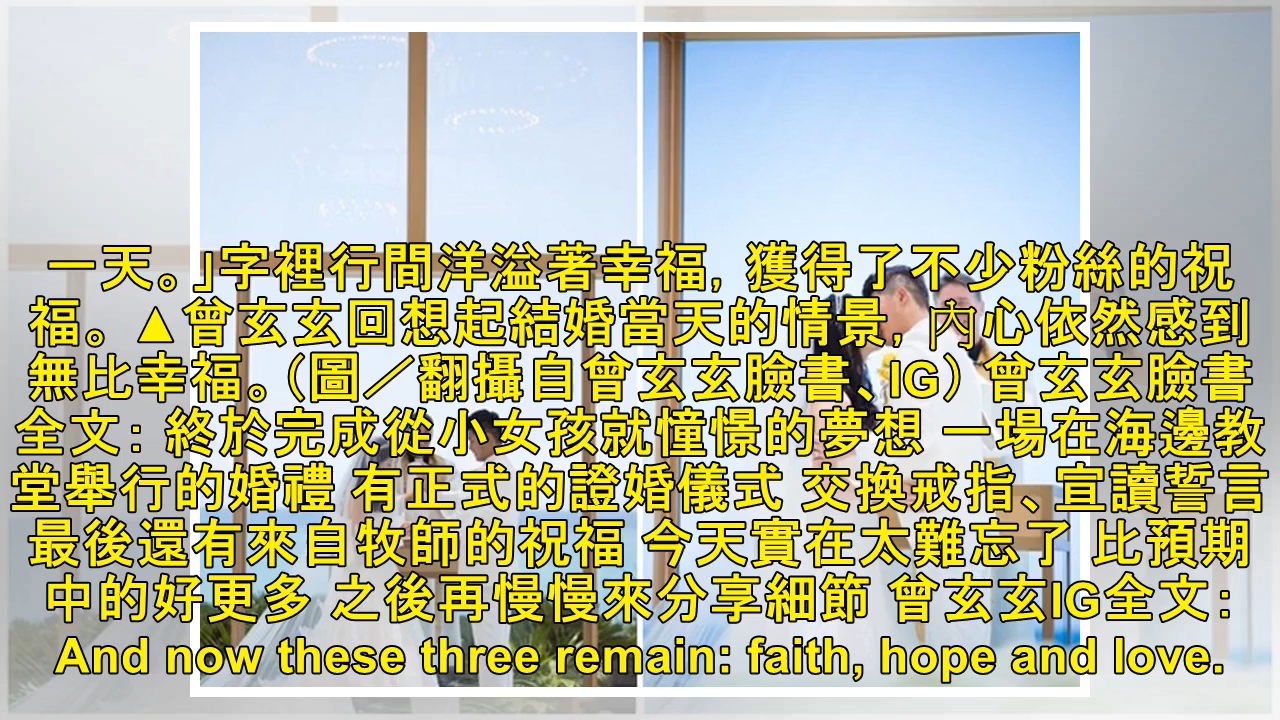 一天。」字裡行間洋溢著幸福，獲得了不少粉絲的祝
福。▲曾玄玄回想起結婚當天的情景，內心依然感到
無比幸福。（圖／翻攝自曾玄玄臉書、IG）曾玄玄臉書
全文：終於完成從小女孩就憧憬的夢想 一場在海邊教
堂舉行的婚禮 有正式的證婚儀式 交換戒指、宣讀誓言
最後還有來自牧師的祝福 今天實在太難忘了 比預期
中的好更多 之後再慢慢來分享細節 曾玄玄IG全文：
And now these three remain: faith, hope and love.